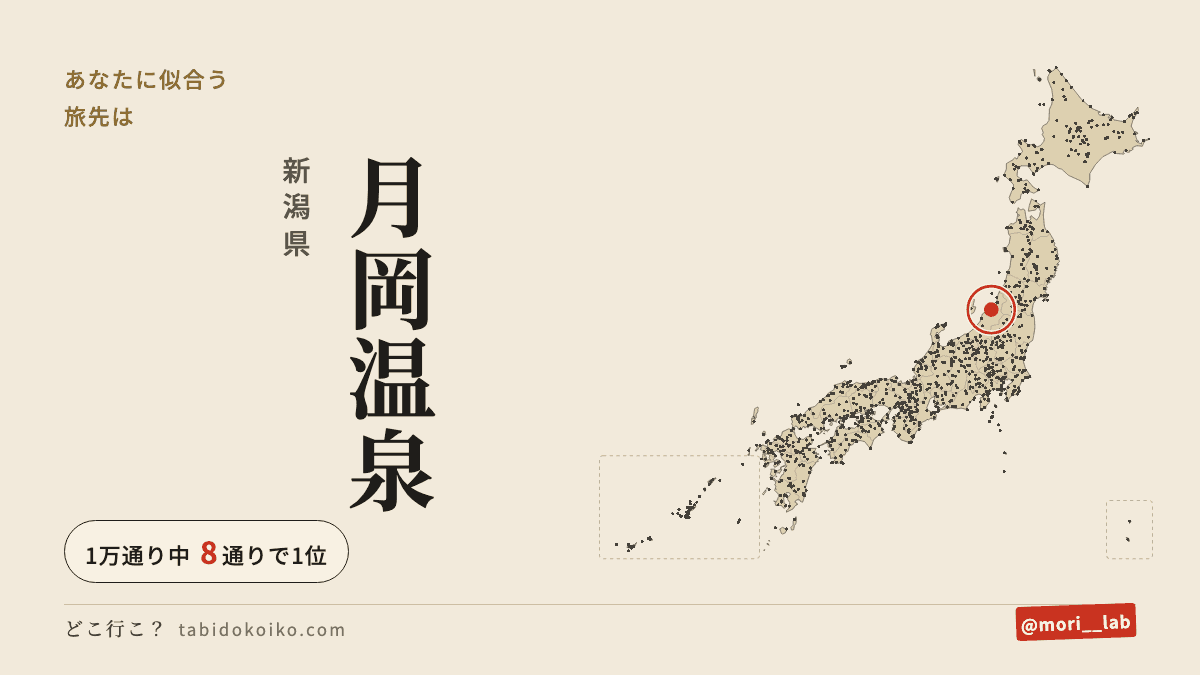 あなたに似合う
旅先は
月岡温泉
新潟県
1万通り中 8通りで1位
どこ行こ？ tabidokoiko.com
@mori__lab